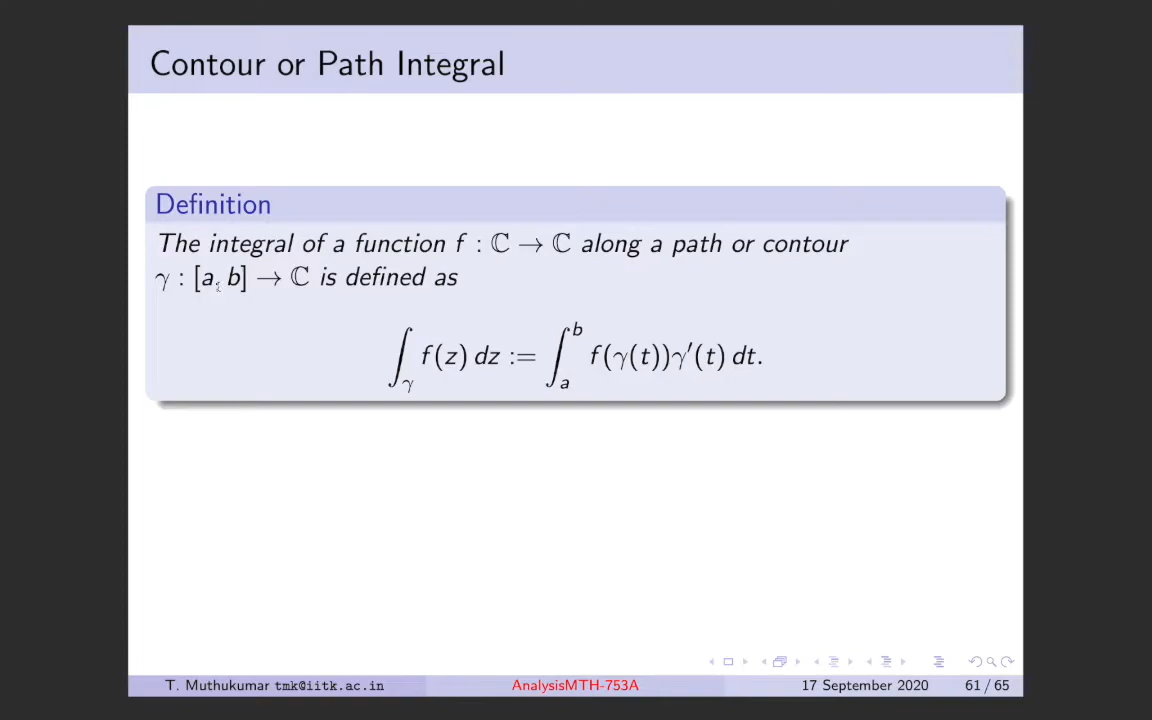 Contour or Path Integral
Definition
The integral of a function f : ℂ → ℂ along a path or contour
γ : [a, b] → ℂ is defined as
∫_γ f(z) dz := ∫_a^b f(γ(t))γ′(t) dt.
T. Muthukumar tmk@iitk.ac.in AnalysisMTH-753A 17 September 2020 61 / 65